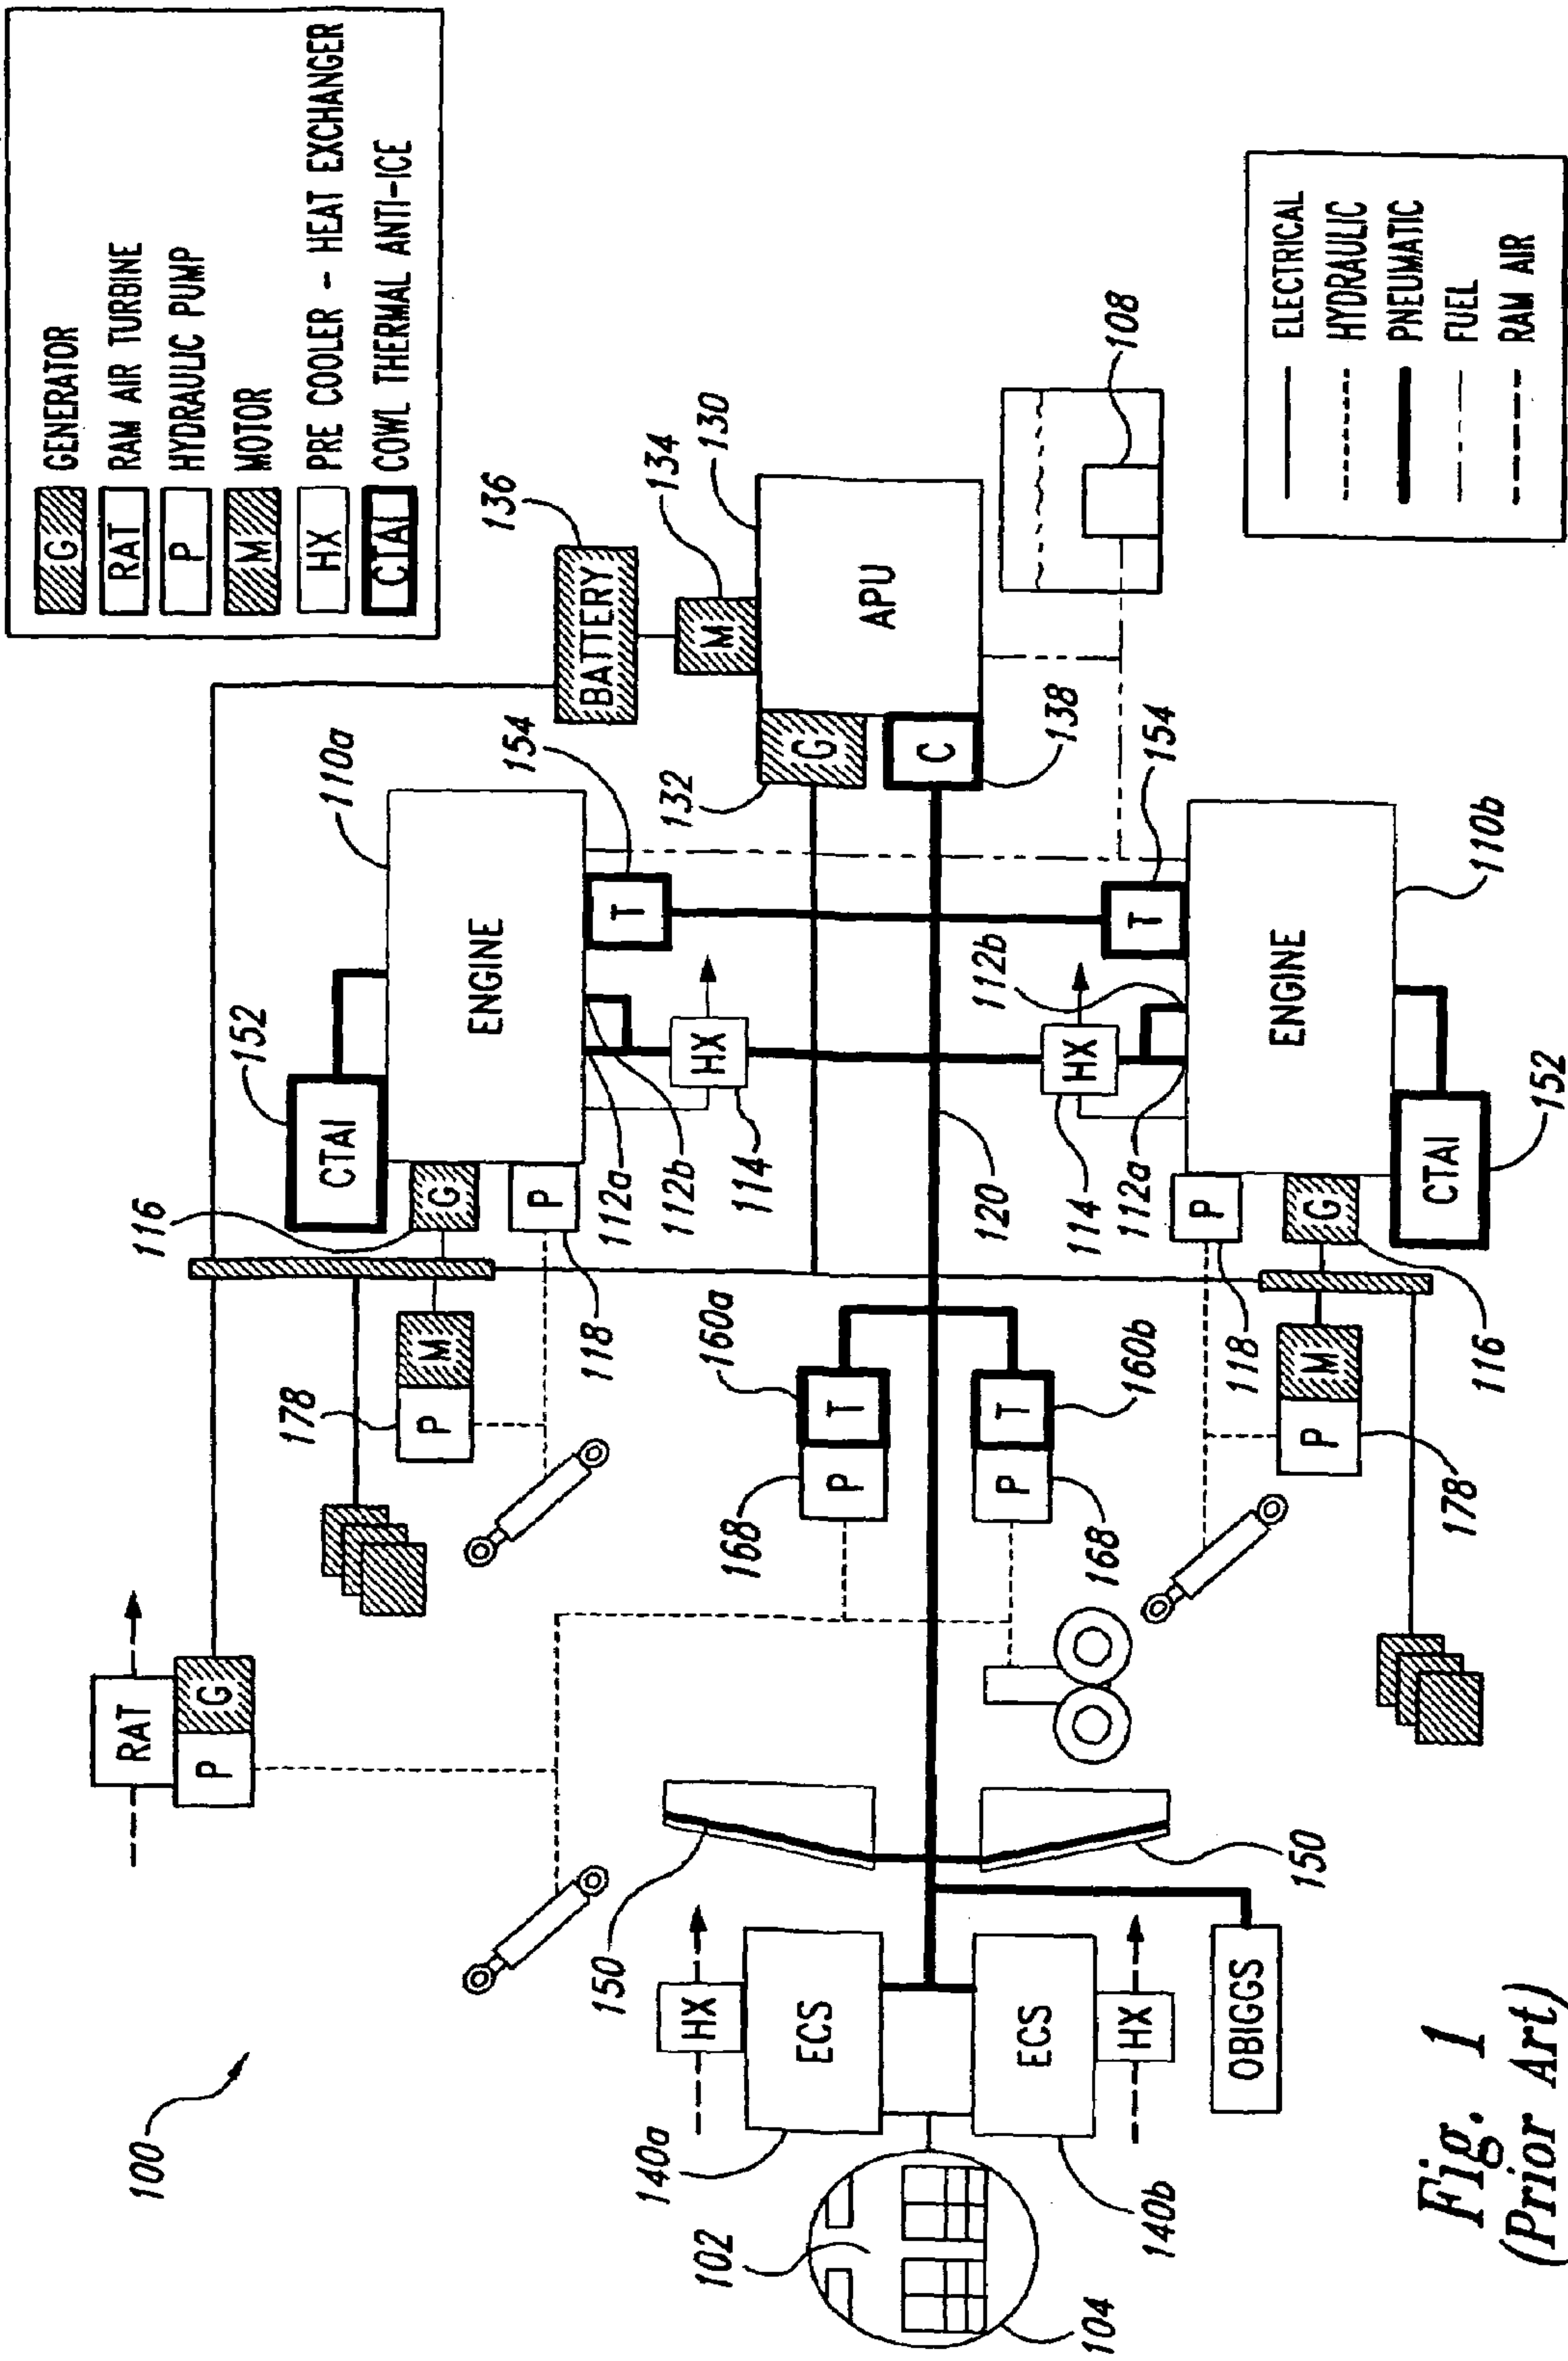 G GENERATOR
RAT RAM AIR TURBINE
P HYDRAULIC PUMP
M MOTOR
HX PRE COOLER - HEAT EXCHANGER
CTAI COWL THERMAL ANTI-ICE
100
RAT
P
G
116
152
CTAI
110a
ENGINE
G
P
118
178
P
M
112a
112b
HX
114
T
154
136
BATTERY
134
M
130
APU
132
G
C
138
108
150
168
P
T
160a
168
P
T
160b
120
HX
140a
ECS
102
104
ECS
140b
HX
OBIGGS
150
114
HX
112a
112b
T
154
P
118
G
116
ENGINE
110b
CTAI
152
P
M
178
ELECTRICAL
HYDRAULIC
PNEUMATIC
FUEL
RAM AIR
Fig. 1
(Prior Art)